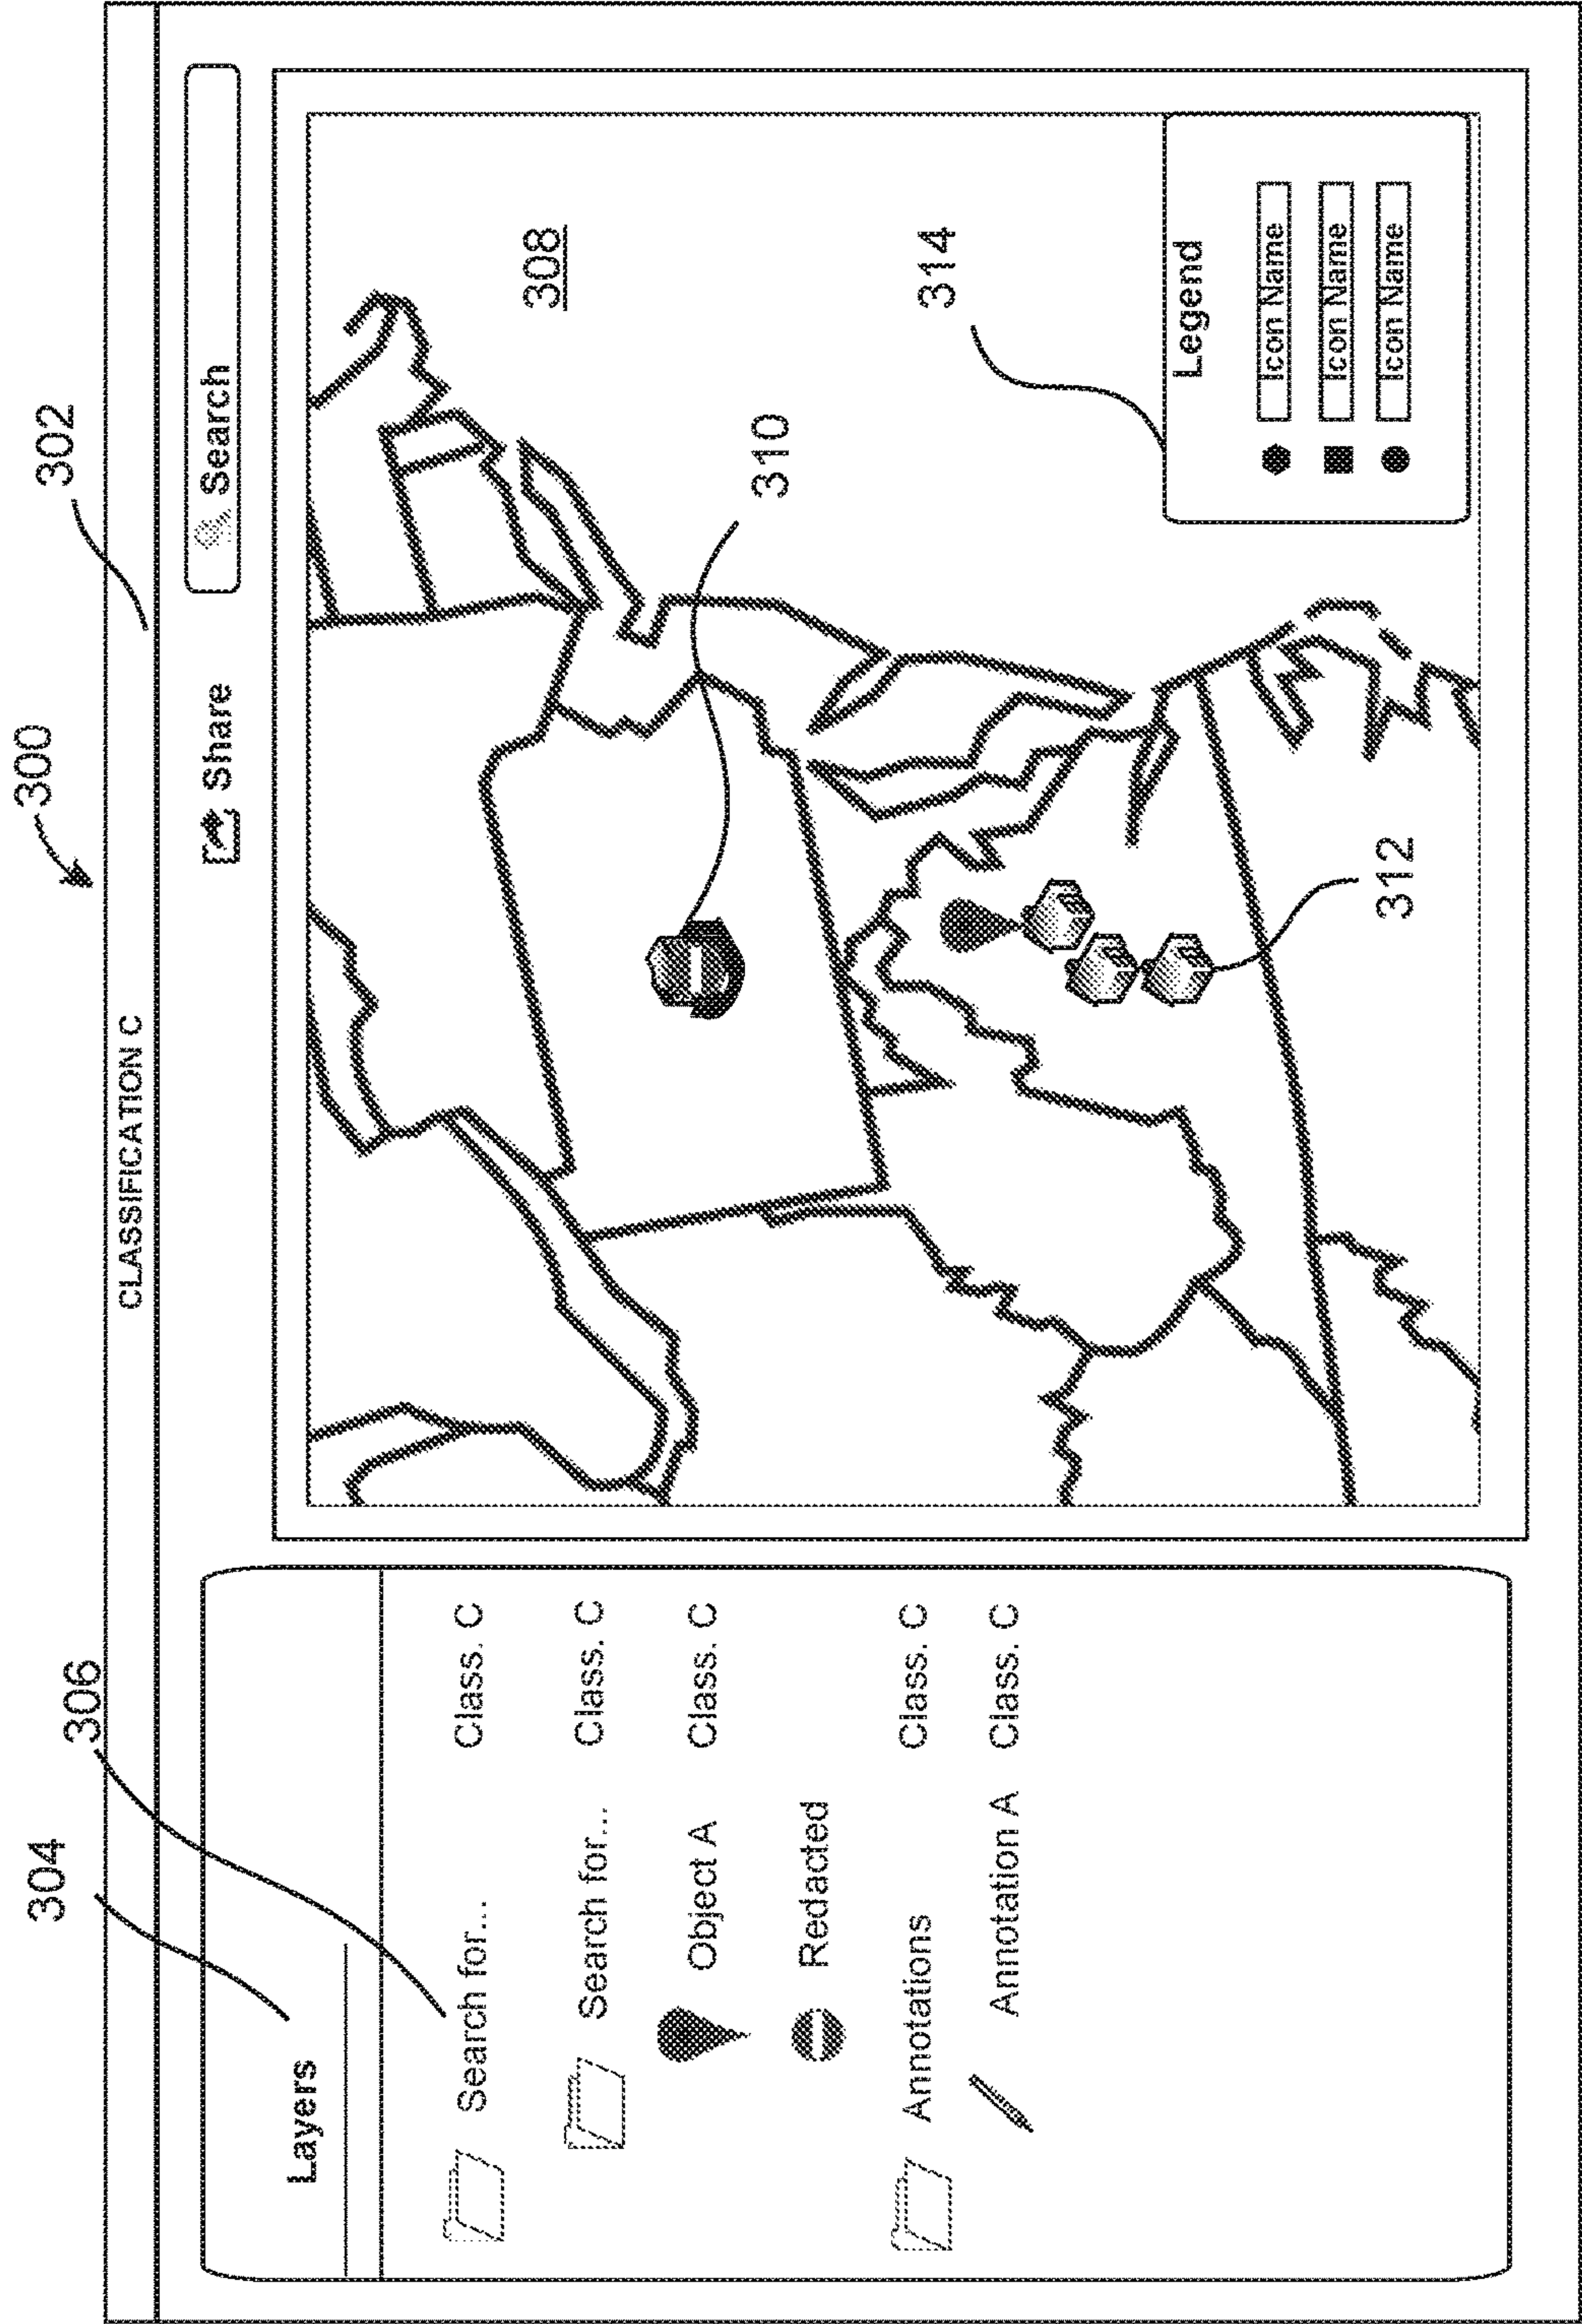 300
302
CLASSIFICATION C
304
306
Share
Search
Layers
Search for... Class. C
Search for... Class. C
Object A Class. C
Redacted
Annotations Class. C
Annotation A Class. C
308
310
312
314
Legend
Icon Name
Icon Name
Icon Name